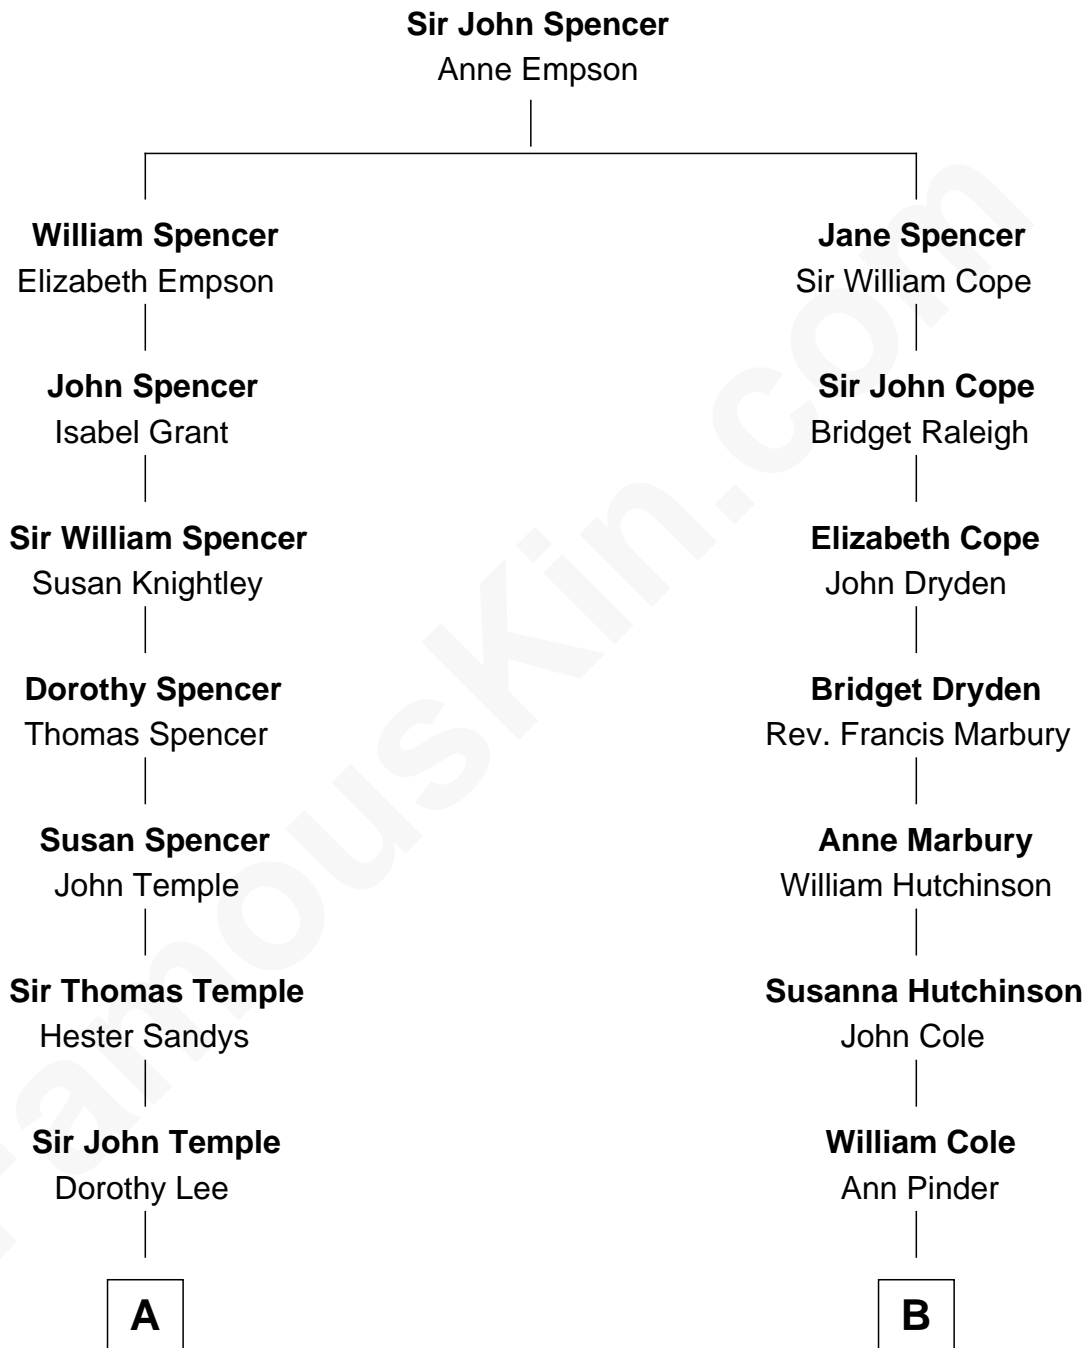 Sir John Spencer
Anne Empson
William Spencer
Elizabeth Empson
Jane Spencer
Sir William Cope
John Spencer
Isabel Grant
Sir John Cope
Bridget Raleigh
Sir William Spencer
Susan Knightley
Elizabeth Cope
John Dryden
Dorothy Spencer
Thomas Spencer
Bridget Dryden
Rev. Francis Marbury
Susan Spencer
John Temple
Anne Marbury
William Hutchinson
Sir Thomas Temple
Hester Sandys
Susanna Hutchinson
John Cole
Sir John Temple
Dorothy Lee
William Cole
Ann Pinder
A
B
FamousKin.com